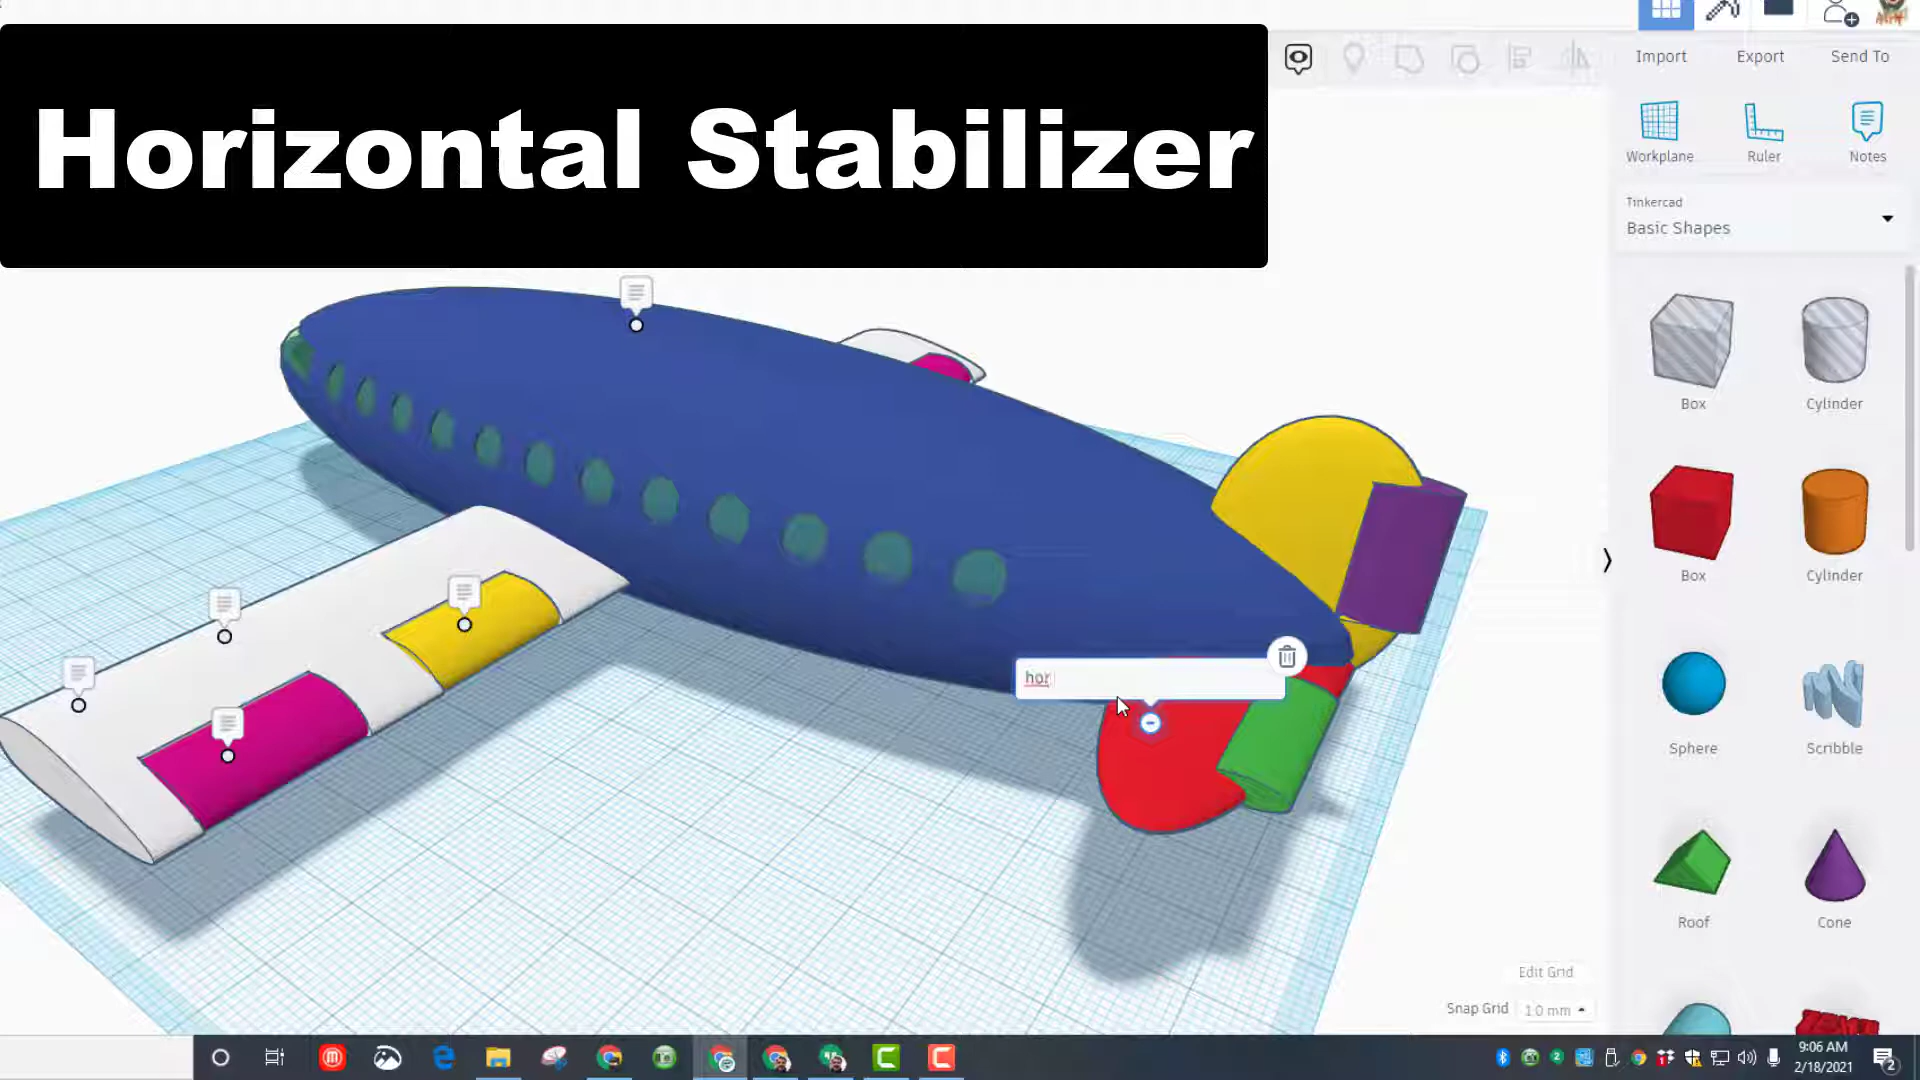 Horizontal Stabilizer
Import Export Send To
Workplane Ruler Notes
Tinkercad
Basic Shapes
Box Cylinder
Box Cylinder
hor
Sphere Scribble
Roof Cone
Edit Grid
Snap Grid 1.0 mm
9:06 AM
2/18/2021
2